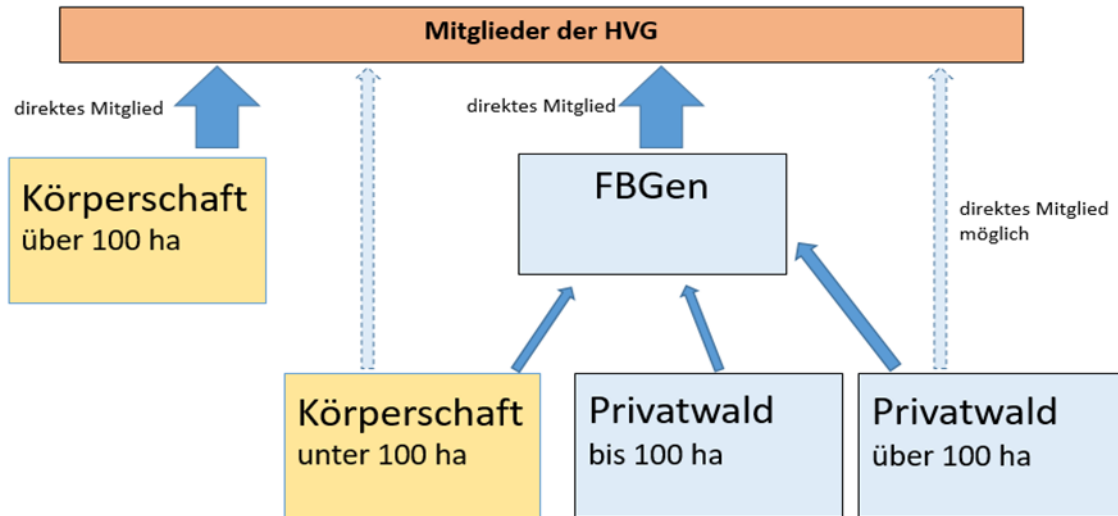 Mitglieder der HVG
direktes Mitglied
direktes Mitglied
Körperschaft
über 100 ha
FBGen
direktes Mitglied
möglich
Körperschaft
unter 100 ha
Privatwald
bis 100 ha
Privatwald
über 100 ha